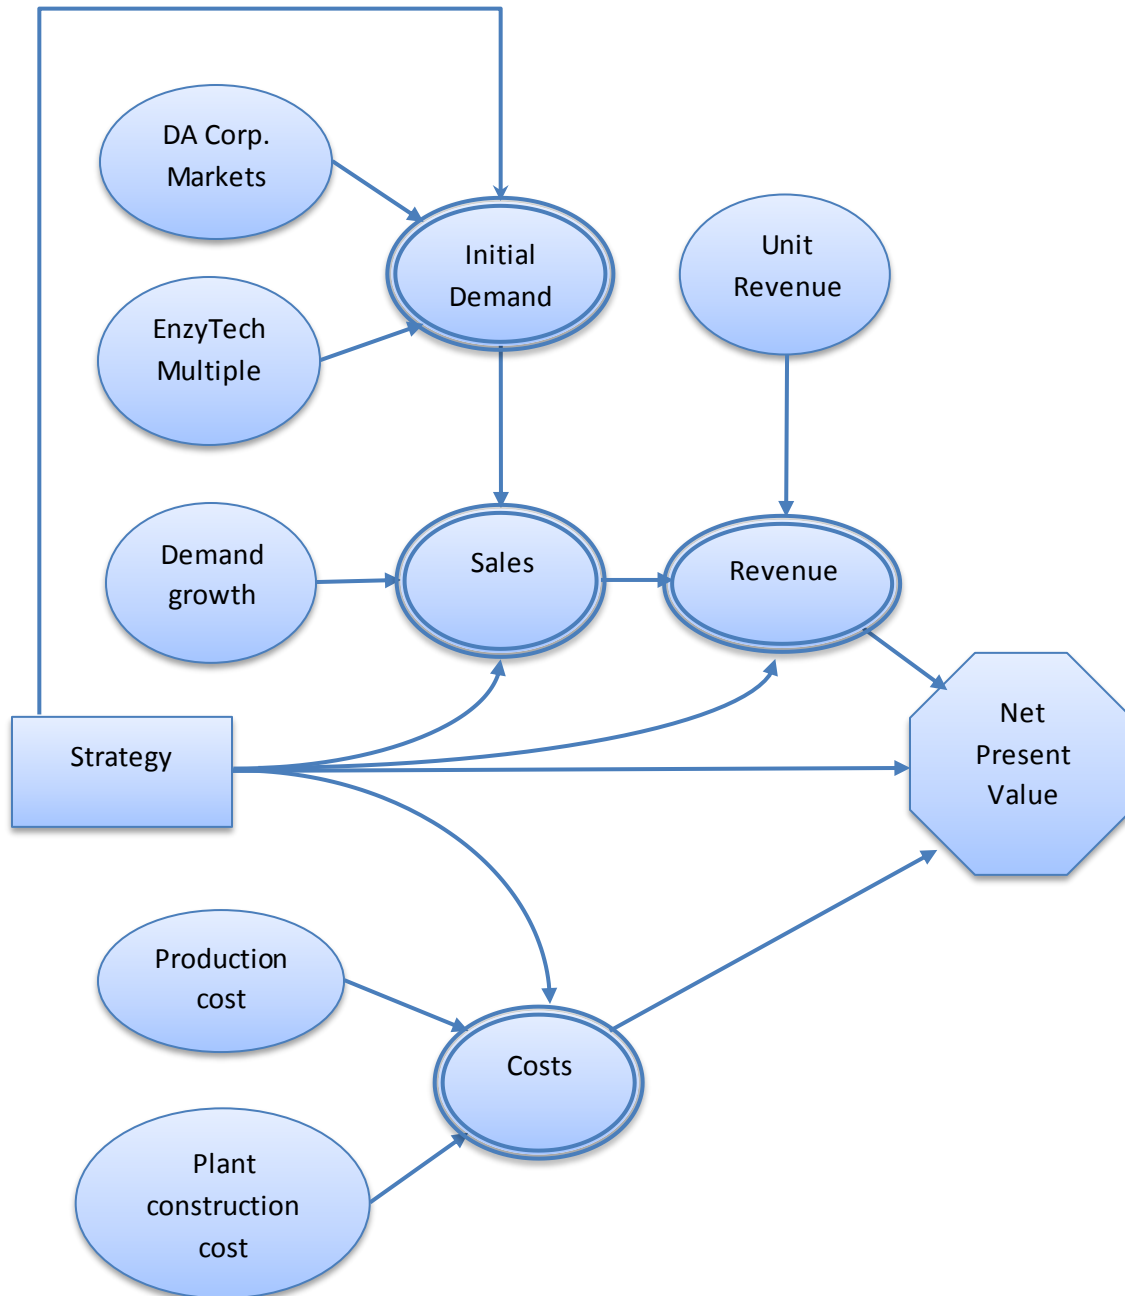 DA Corp.
Markets
Initial
Demand
Unit
Revenue
EnzyTech
Multiple
Demand
growth
Sales
Revenue
Strategy
Net
Present
Value
Production
cost
Costs
Plant
construction
cost